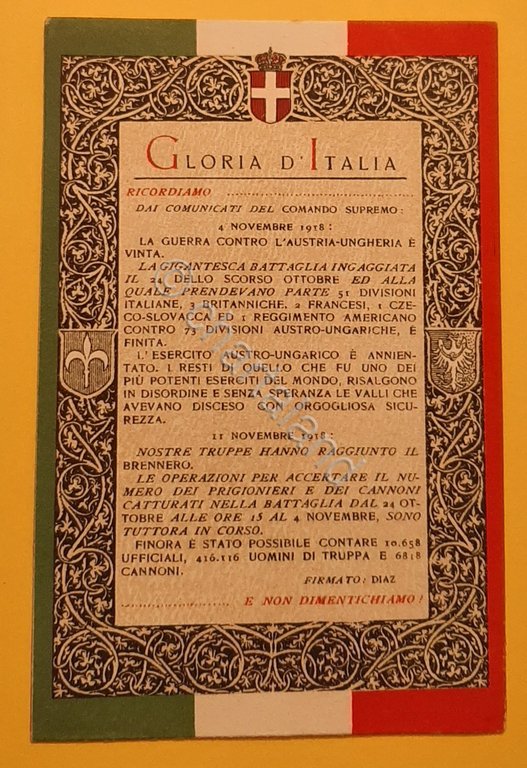 GLORIA D'ITALIA
RICORDIAMO ........................................
DAI COMUNICATI DEL COMANDO SUPREMO:
4 NOVEMBRE 1918:
LA GUERRA CONTRO L'AUSTRIA-UNGHERIA È
VINTA.
LA GIGANTESCA BATTAGLIA INGAGGIATA
IL 24 DELLO SCORSO OTTOBRE ED ALLA
QUALE PRENDEVANO PARTE 51 DIVISIONI
ITALIANE, 3 BRITANNICHE, 2 FRANCESI, 1 CZE-
CO-SLOVACCA ED 1 REGGIMENTO AMERICANO
CONTRO 73 DIVISIONI AUSTRO-UNGARICHE, È
FINITA.
L'ESERCITO AUSTRO-UNGARICO È ANNIEN-
TATO. I RESTI DI QUELLO CHE FU UNO DEI
PIÙ POTENTI ESERCITI DEL MONDO, RISALGONO
IN DISORDINE E SENZA SPERANZA LE VALLI CHE
AVEVANO DISCESO CON ORGOGLIOSA SICU-
REZZA.
11 NOVEMBRE 1918:
NOSTRE TRUPPE HANNO RAGGIUNTO IL
BRENNERO.
LE OPERAZIONI PER ACCERTARE IL NU-
MERO DEI PRIGIONIERI E DEI CANNONI
CATTURATI NELLA BATTAGLIA DAL 24 OT-
TOBRE ALLE ORE 15 AL 4 NOVEMBRE, SONO
TUTTORA IN CORSO.
FINORA È STATO POSSIBILE CONTARE 10.658
UFFICIALI, 416.116 UOMINI DI TRUPPA E 6818
CANNONI.
FIRMATO: DIAZ
........................ E NON DIMENTICHIAMO!
© cartaland